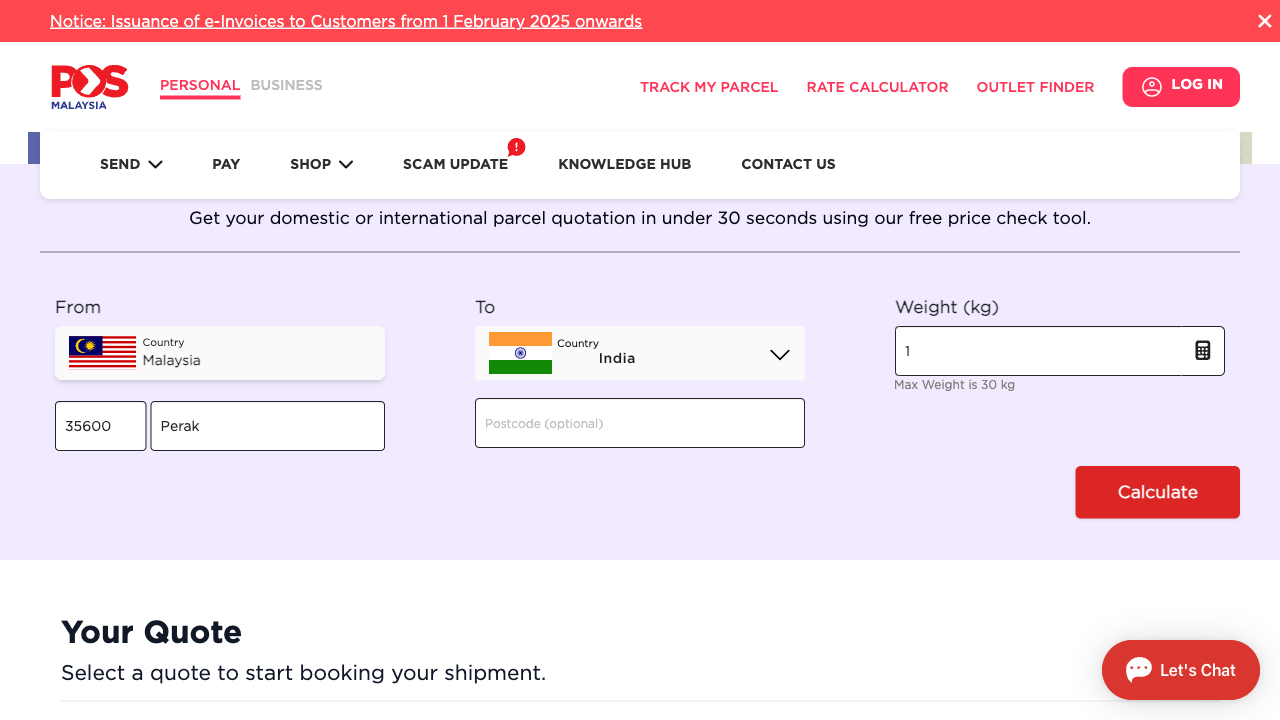 Notice: Issuance of e-Invoices to Customers from 1 February 2025 onwards
POS
MALAYSIA
PERSONAL BUSINESS
TRACK MY PARCEL RATE CALCULATOR OUTLET FINDER LOG IN
SEND PAY SHOP SCAM UPDATE KNOWLEDGE HUB CONTACT US
Get your domestic or international parcel quotation in under 30 seconds using our free price check tool.
From
Country
Malaysia
35600 Perak
To
Country
India
Postcode (optional)
Weight (kg)
1
Max Weight is 30 kg
Calculate
Your Quote
Select a quote to start booking your shipment.
Let's Chat